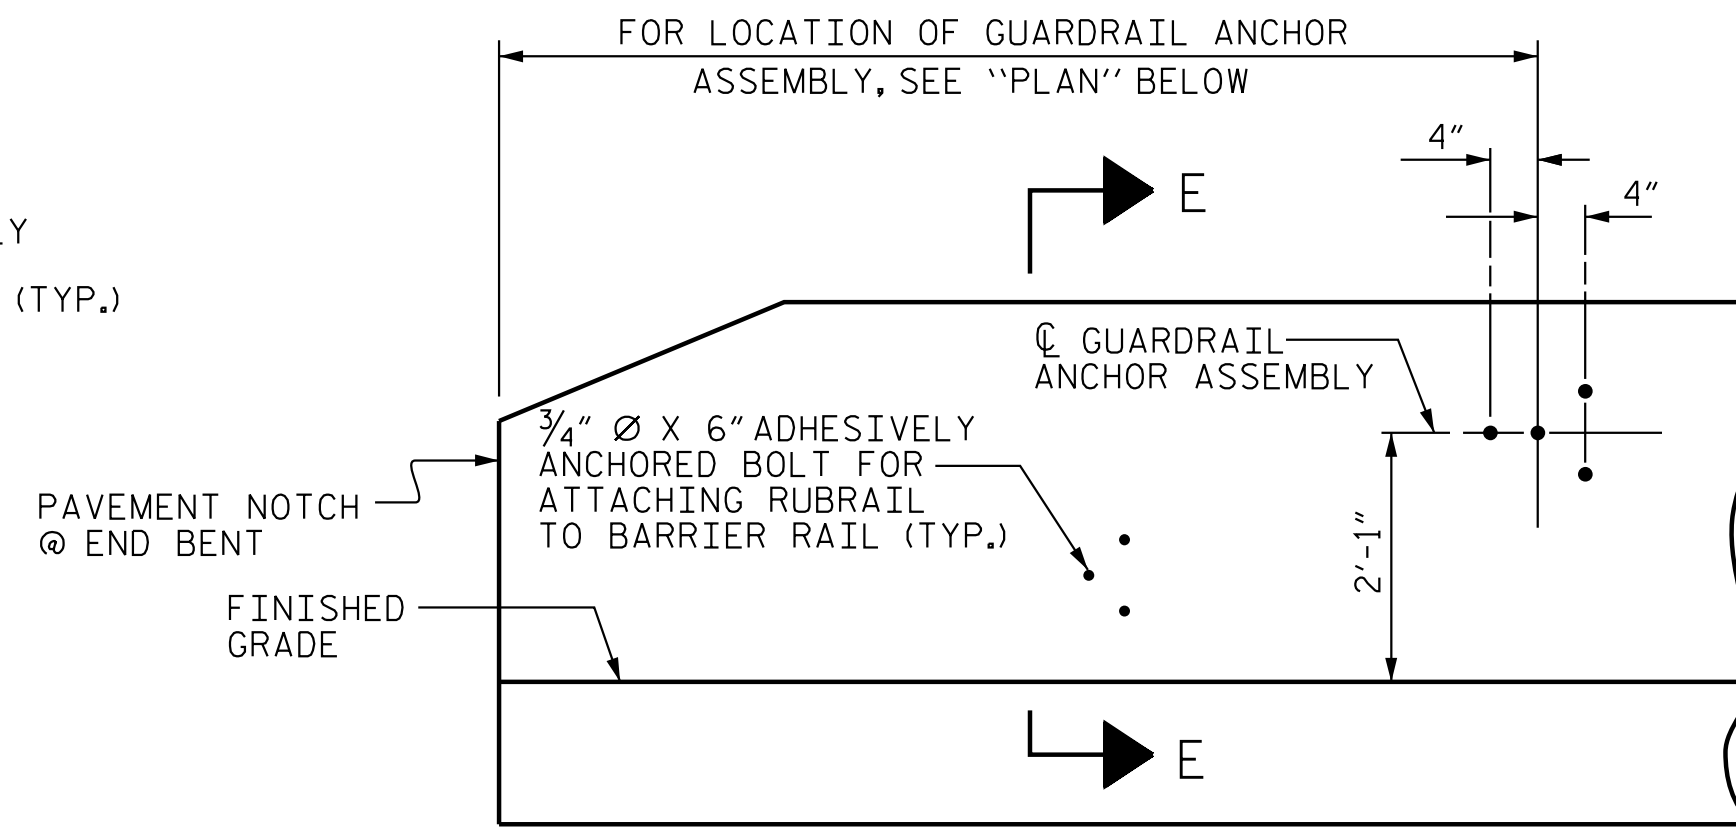 FOR LOCATION OF GUARDRAIL ANCHOR
ASSEMBLY, SEE "PLAN" BELOW
4"
4"
E
Y
(TYP.)
℄ GUARDRAIL
ANCHOR ASSEMBLY
3/4" Ø X 6" ADHESIVELY
ANCHORED BOLT FOR
ATTACHING RUBRAIL
TO BARRIER RAIL (TYP.)
PAVEMENT NOTCH
@ END BENT
2'-1"
FINISHED
GRADE
E